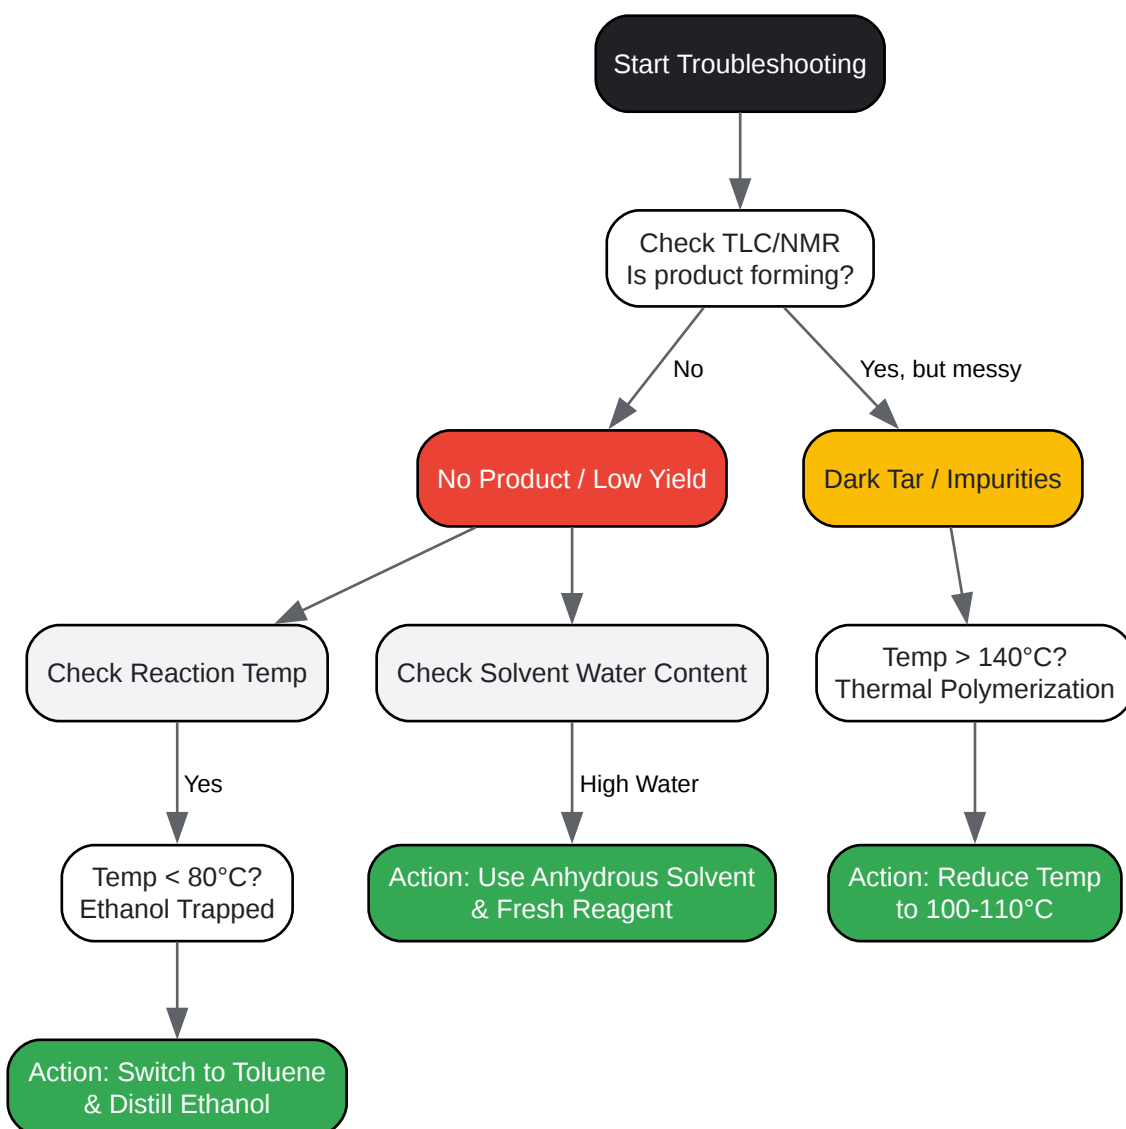 Start Troubleshooting
Check TLC/NMR
Is product forming?
No
Yes, but messy
No Product / Low Yield
Dark Tar / Impurities
Check Reaction Temp
Check Solvent Water Content
Temp > 140°C?
Thermal Polymerization
Yes
High Water
Temp < 80°C?
Ethanol Trapped
Action: Use Anhydrous Solvent
& Fresh Reagent
Action: Reduce Temp
to 100-110°C
Action: Switch to Toluene
& Distill Ethanol